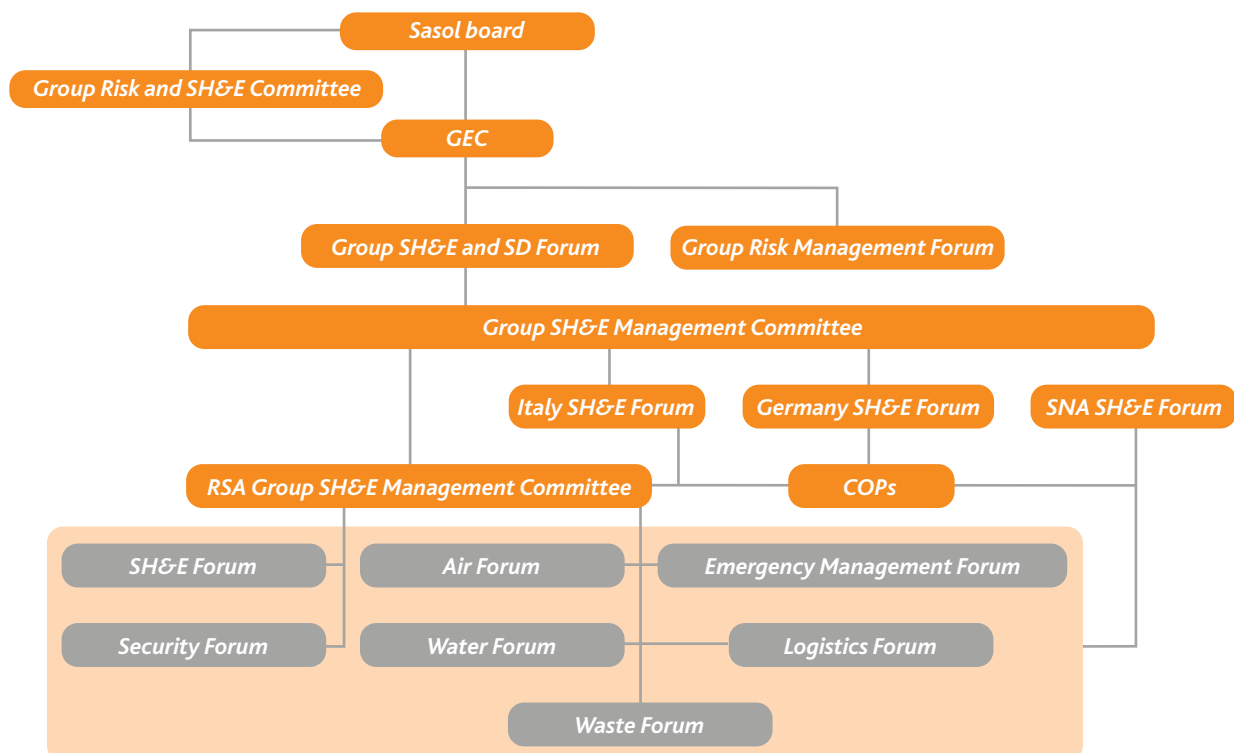 Sasol board
Group Risk and SH&E Committee
GEC
Group SH&E and SD Forum
Group Risk Management Forum
Group SH&E Management Committee
Italy SH&E Forum
Germany SH&E Forum
SNA SH&E Forum
RSA Group SH&E Management Committee
COPs
SH&E Forum
Air Forum
Emergency Management Forum
Security Forum
Water Forum
Logistics Forum
Waste Forum